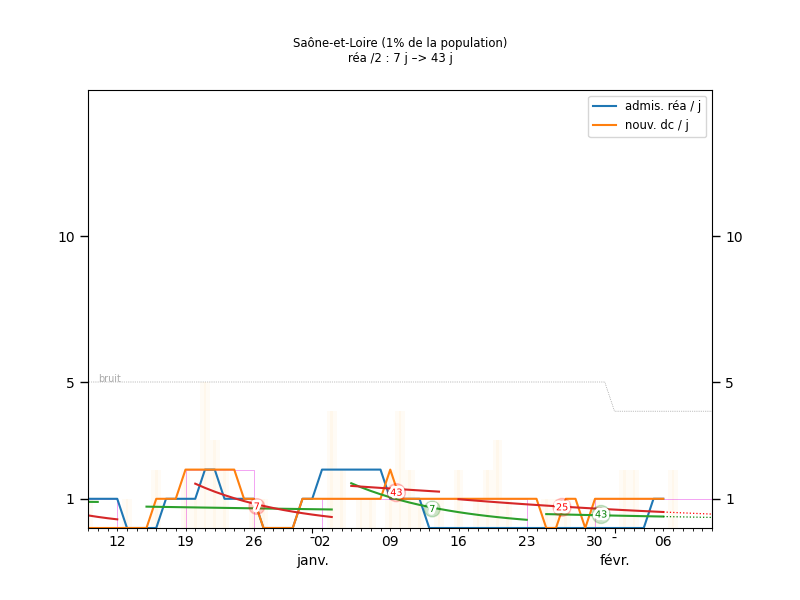 Saône-et-Loire (1% de la population)
réa /2 : 7 j –> 43 j
admis. réa / j
nouv. dc / j
10 10
bruit
5 5
43
7
7
25
43
1 1
12 19 26 02 09 16 23 30 06
janv. févr.